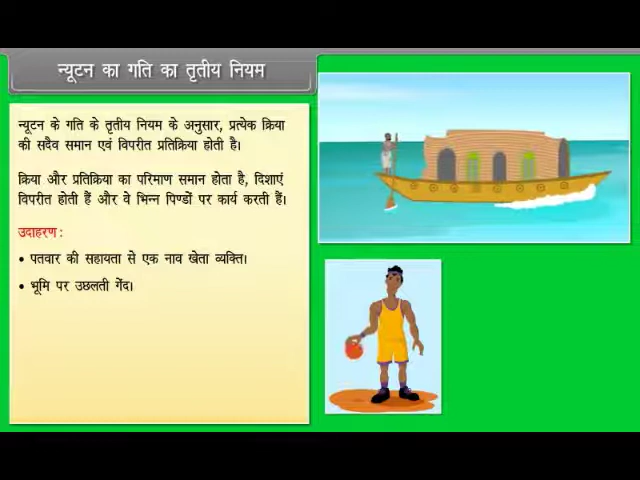 न्यूटन का गति का तृतीय नियम
न्यूटन के गति के तृतीय नियम के अनुसार, प्रत्येक क्रिया
की सदैव समान एवं विपरीत प्रतिक्रिया होती है।
क्रिया और प्रतिक्रिया का परिमाण समान होता है, दिशाएं
विपरीत होती हैं और वे भिन्न पिण्डों पर कार्य करती हैं।
उदाहरण:
• पतवार की सहायता से एक नाव खेता व्यक्ति।
• भूमि पर उछलती गेंद।